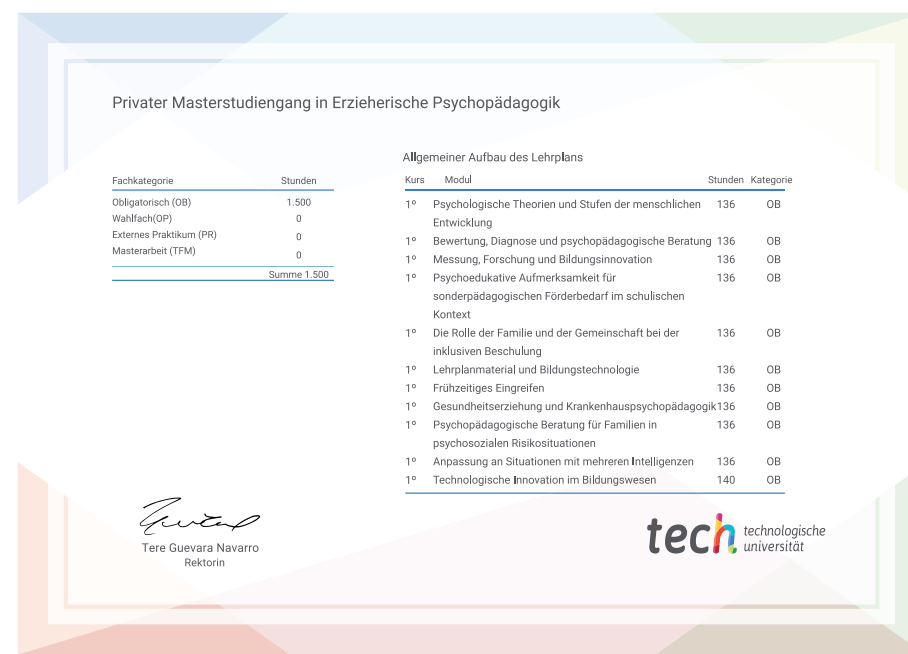 Privater Masterstudiengang in Erzieherische Psychopädagogik
Fachkategorie Stunden
Obligatorisch (OB) 1.500
Wahlfach(OP) 0
Externes Praktikum (PR) 0
Masterarbeit (TFM) 0
Summe 1.500
Allgemeiner Aufbau des Lehrplans
Kurs Modul Stunden Kategorie
1º Psychologische Theorien und Stufen der menschlichen 136 OB
Entwicklung
1º Bewertung, Diagnose und psychopädagogische Beratung 136 OB
1º Messung, Forschung und Bildungsinnovation 136 OB
1º Psychoedukative Aufmerksamkeit für 136 OB
sonderpädagogischen Förderbedarf im schulischen
Kontext
1º Die Rolle der Familie und der Gemeinschaft bei der 136 OB
inklusiven Beschulung
1º Lehrplanmaterial und Bildungstechnologie 136 OB
1º Frühzeitiges Eingreifen 136 OB
1º Gesundheitserziehung und Krankenhauspsychopädagogik 136 OB
1º Psychopädagogische Beratung für Familien in 136 OB
psychosozialen Risikosituationen
1º Anpassung an Situationen mit mehreren Intelligenzen 136 OB
1º Technologische Innovation im Bildungswesen 140 OB
Tere Guevara Navarro
Rektorin
tech technologische
universität